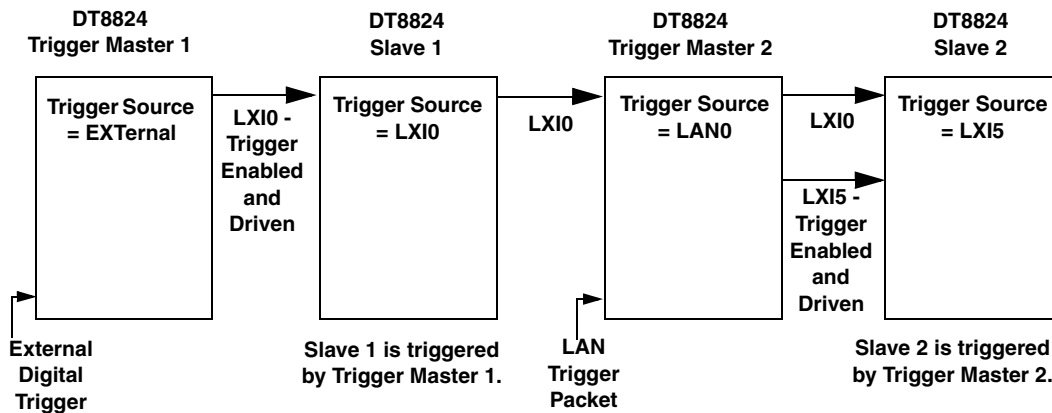 DT8824
Trigger Master 1
DT8824
Slave 1
DT8824
Trigger Master 2
DT8824
Slave 2
Trigger Source
= EXTernal
LXI0 -
Trigger
Enabled
and
Driven
Trigger Source
= LXI0
LXI0
Trigger Source
= LAN0
LXI0
LXI5 -
Trigger
Enabled
and
Driven
Trigger Source
= LXI5
External
Digital
Trigger
Slave 1 is triggered
by Trigger Master 1.
LAN
Trigger
Packet
Slave 2 is triggered
by Trigger Master 2.